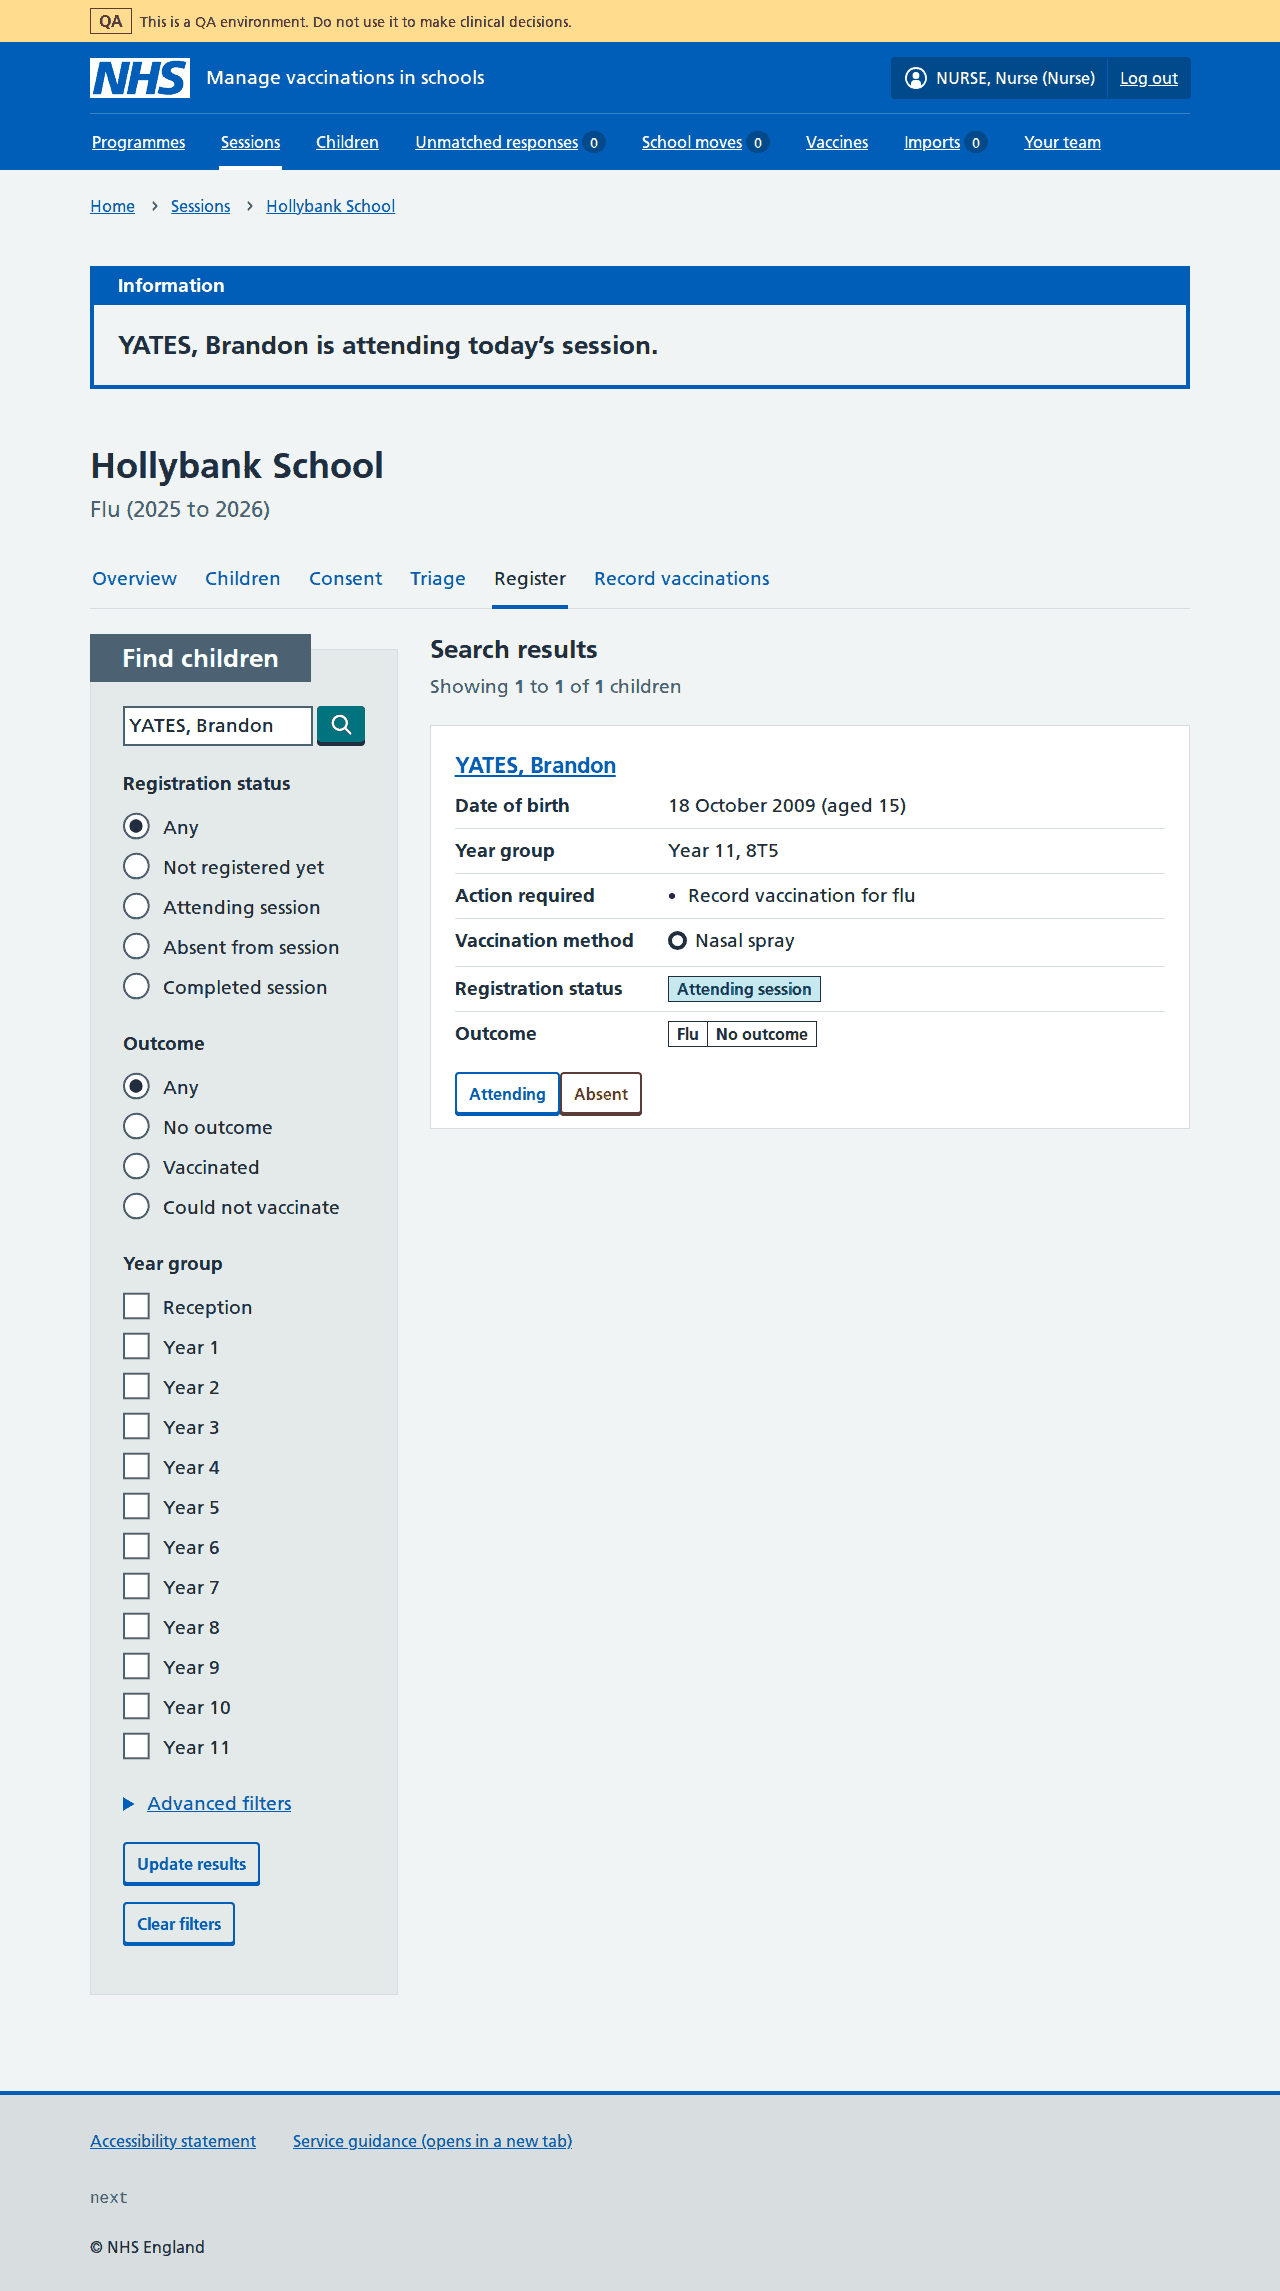 QA This is a QA environment. Do not use it to make clinical decisions.
NHS Manage vaccinations in schools NURSE, Nurse (Nurse) Log out
Programmes Sessions Children Unmatched responses 0 School moves 0 Vaccines Imports 0 Your team
Home Sessions Hollybank School
Information
YATES, Brandon is attending today’s session.
Hollybank School
Flu (2025 to 2026)
Overview Children Consent Triage Register Record vaccinations
Find children
YATES, Brandon
Registration status
Any
Not registered yet
Attending session
Absent from session
Completed session
Outcome
Any
No outcome
Vaccinated
Could not vaccinate
Year group
Reception
Year 1
Year 2
Year 3
Year 4
Year 5
Year 6
Year 7
Year 8
Year 9
Year 10
Year 11
Advanced filters
Update results
Clear filters
Search results
Showing 1 to 1 of 1 children
YATES, Brandon
Date of birth 18 October 2009 (aged 15)
Year group Year 11, 8T5
Action required • Record vaccination for flu
Vaccination method Nasal spray
Registration status Attending session
Outcome Flu No outcome
Attending Absent
Accessibility statement Service guidance (opens in a new tab)
next
© NHS England